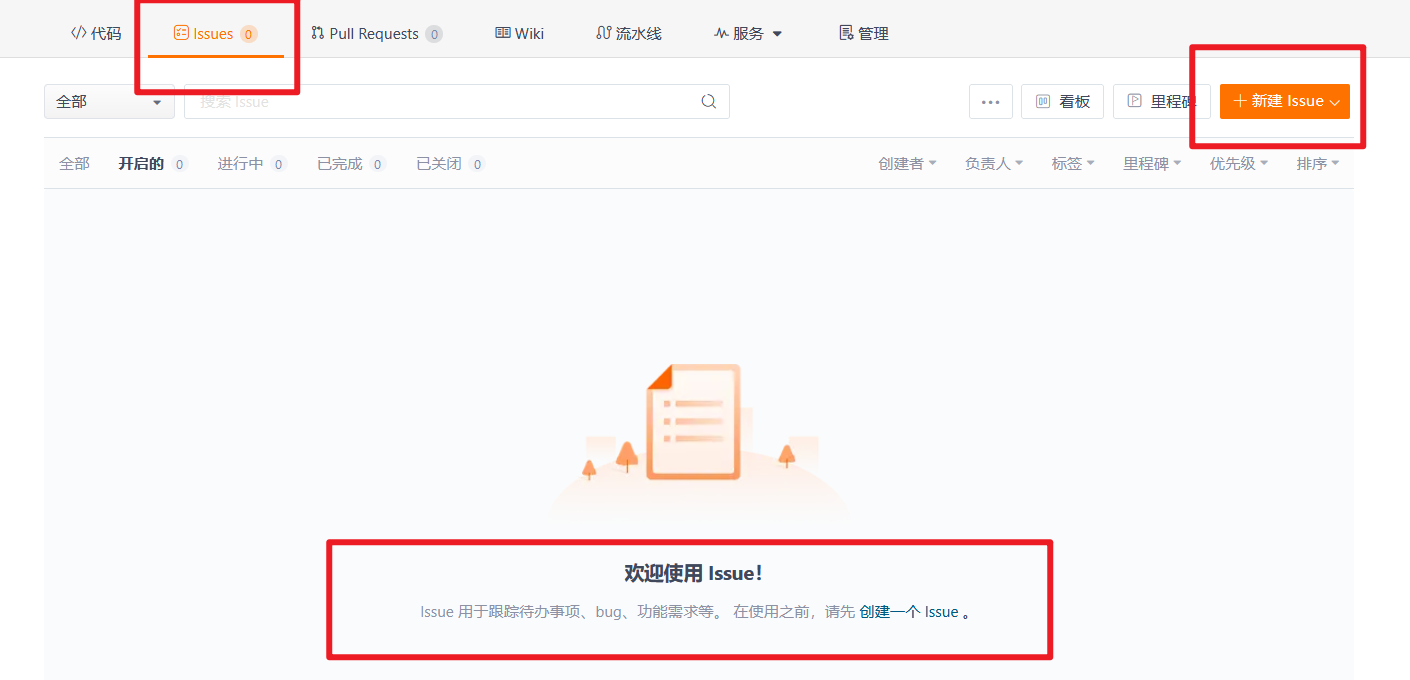 代码 Issues 0 Pull Requests 0 Wiki 流水线 服务 管理
全部 搜索 Issue ... 看板 里程碑 + 新建 Issue
全部 开启的 0 进行中 0 已完成 0 已关闭 0 创建者 负责人 标签 里程碑 优先级 排序
欢迎使用 Issue！
Issue 用于跟踪待办事项、bug、功能需求等。 在使用之前，请先 创建一个 Issue 。